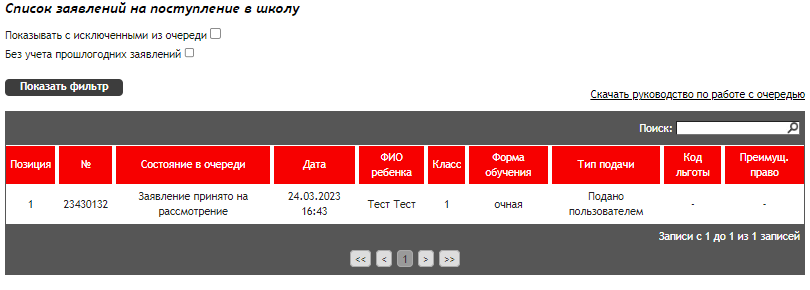 Список заявлений на поступление в школу
Показывать с исключенными из очереди
Без учета прошлогодних заявлений
Показать фильтр
Скачать руководство по работе с очередью
Поиск:
Позиция № Состояние в очереди Дата ФИО ребенка Класс Форма обучения Тип подачи Код льготы Преимущ. право
1 23430132 Заявление принято на рассмотрение 24.03.2023 16:43 Тест Тест 1 очная Подано пользователем - -
Записи с 1 до 1 из 1 записей
<< < 1 > >>